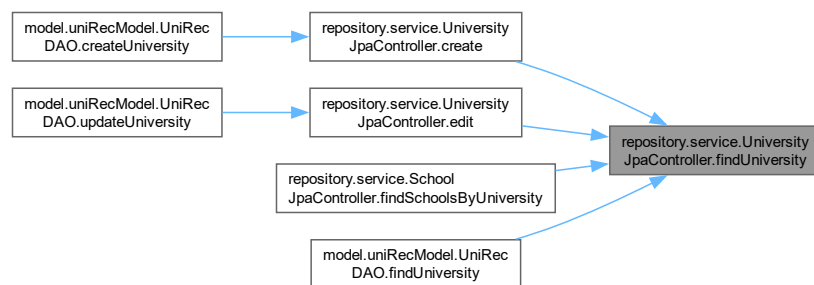 model.uniRecModel.UniRec
DAO.createUniversity
repository.service.University
JpaController.create
model.uniRecModel.UniRec
DAO.updateUniversity
repository.service.University
JpaController.edit
repository.service.University
JpaController.findUniversity
repository.service.School
JpaController.findSchoolsByUniversity
model.uniRecModel.UniRec
DAO.findUniversity